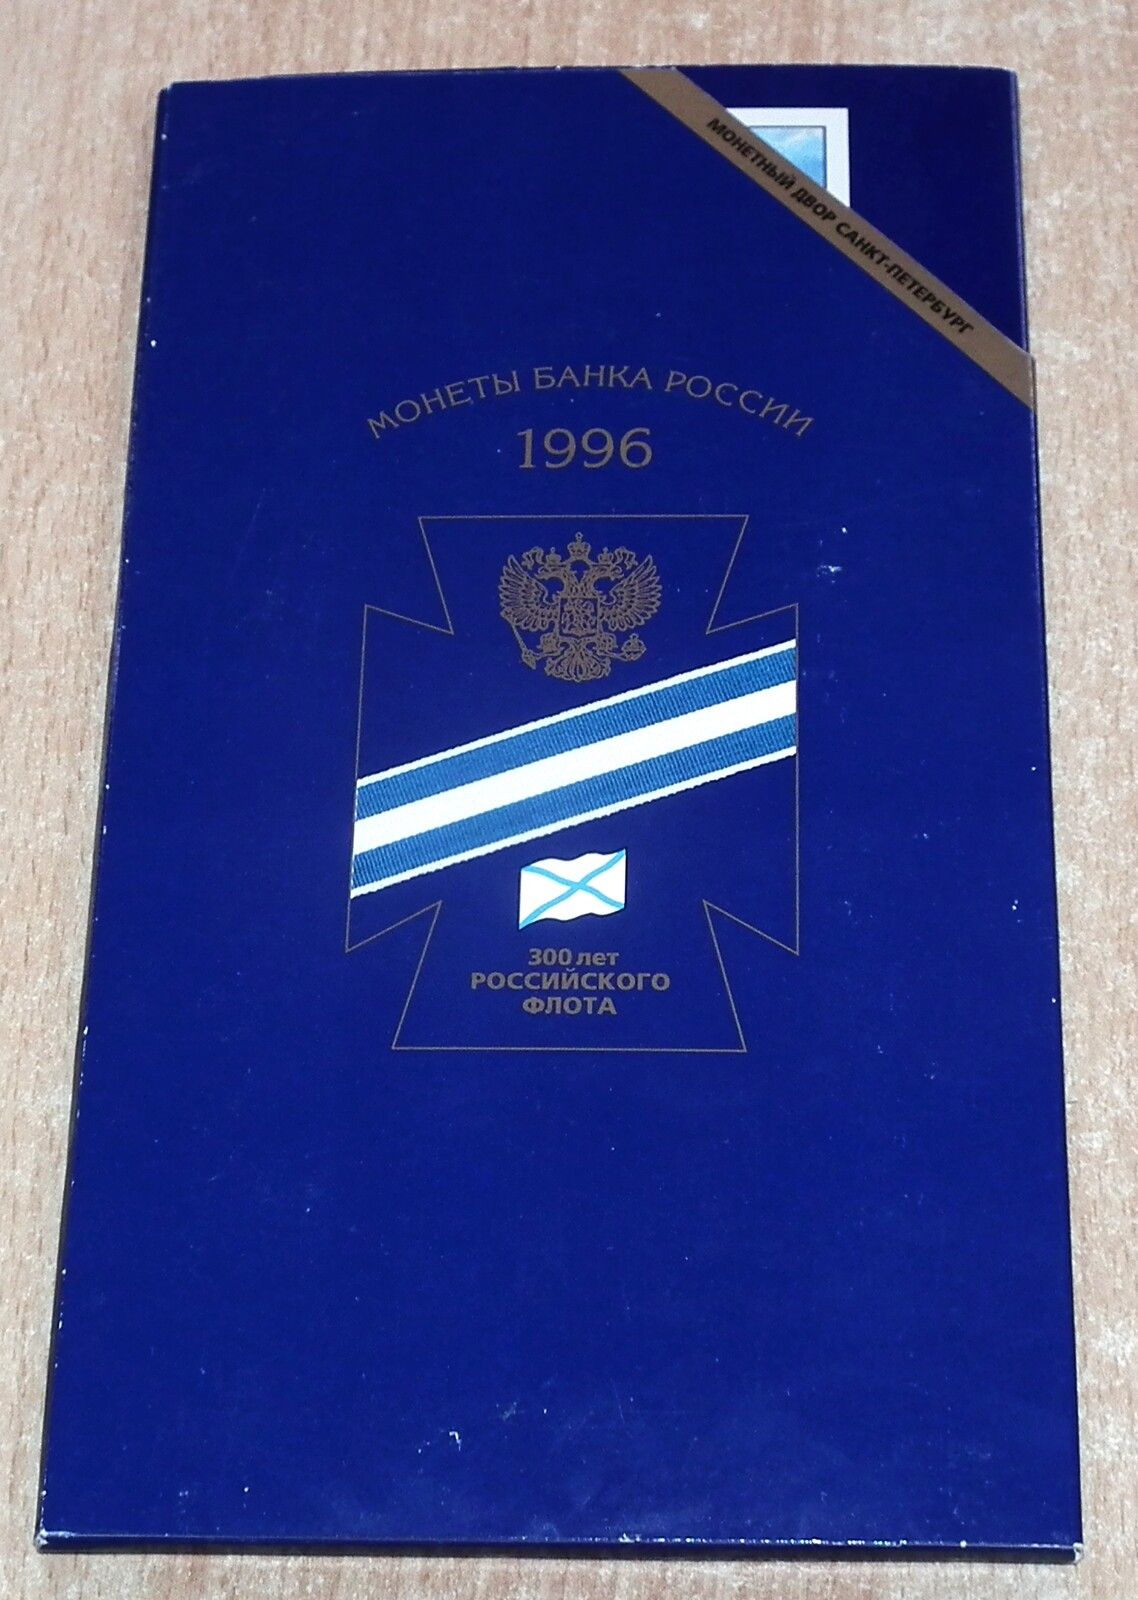 МОНЕТНЫЙ ДВОР САНКТ-ПЕТЕРБУРГ
МОНЕТЫ БАНКА РОССИИ
1996
300 лет
РОССИЙСКОГО
ФЛОТА